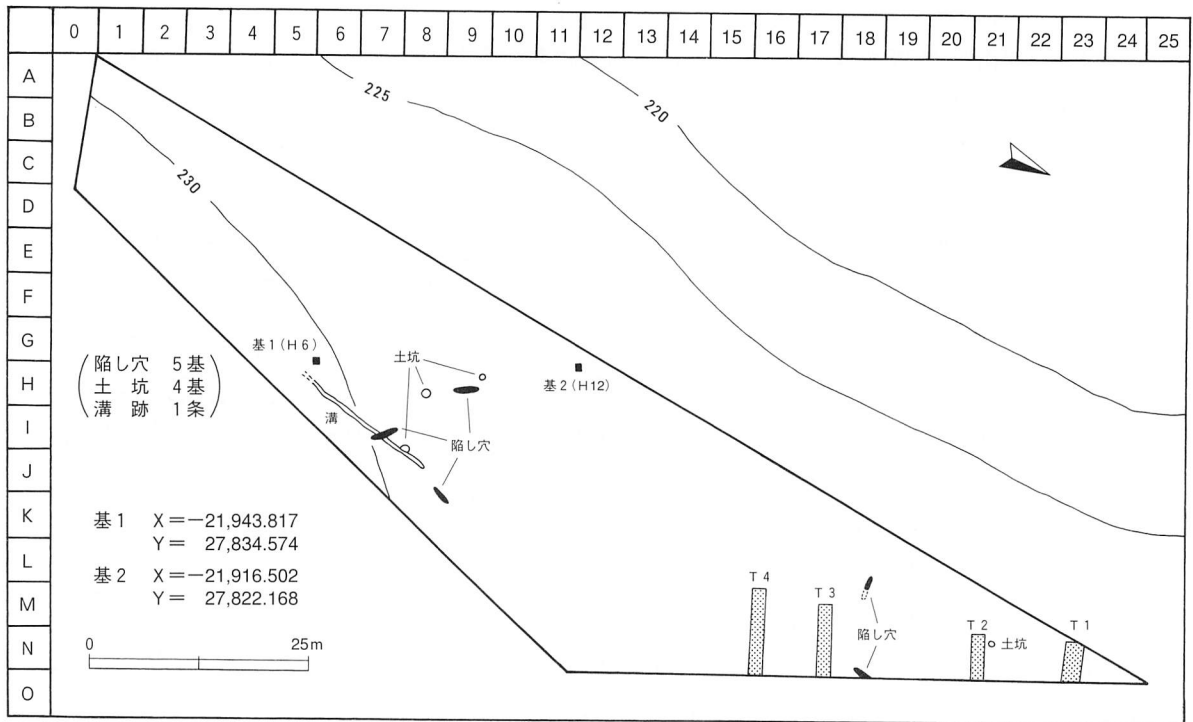 0 1 2 3 4 5 6 7 8 9 10 11 12 13 14 15 16 17 18 19 20 21 22 23 24 25
A
B
C
D
E
F
G
H
I
J
K
L
M
N
O
225
220
230
基1(H6)
土坑
基2(H12)
陥し穴 5基
土坑 4基
溝跡 1条
溝
陥し穴
基1 X=-21,943.817
Y= 27,834.574
基2 X=-21,916.502
Y= 27,822.168
0 25m
T4
T3
陥し穴
T2
土坑
T1